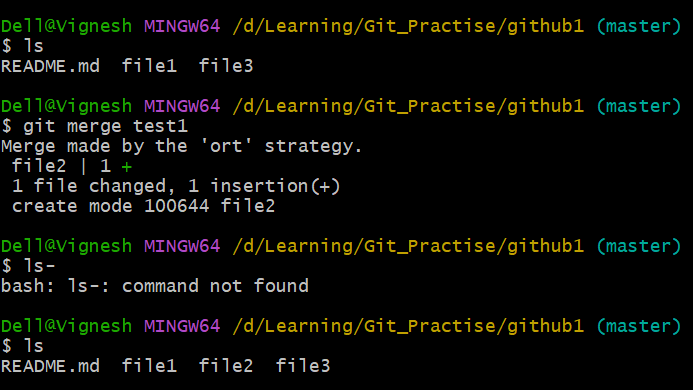 Dell@Vignesh MINGW64 /d/Learning/Git_Practise/github1 (master)
$ ls
README.md  file1  file3
Dell@Vignesh MINGW64 /d/Learning/Git_Practise/github1 (master)
$ git merge test1
Merge made by the 'ort' strategy.
 file2 | 1 +
 1 file changed, 1 insertion(+)
 create mode 100644 file2
Dell@Vignesh MINGW64 /d/Learning/Git_Practise/github1 (master)
$ ls-
bash: ls-: command not found
Dell@Vignesh MINGW64 /d/Learning/Git_Practise/github1 (master)
$ ls
README.md  file1  file2  file3